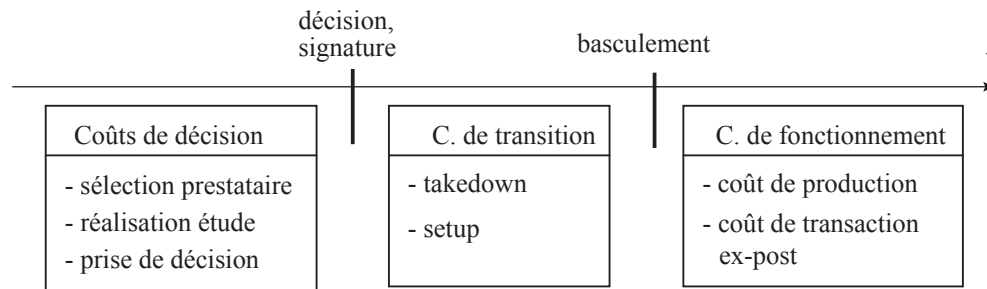 décision,
signature
basculement
Coûts de décision
- sélection prestataire
- réalisation étude
- prise de décision
C. de transition
- takedown
- setup
C. de fonctionnement
- coût de production
- coût de transaction
ex-post